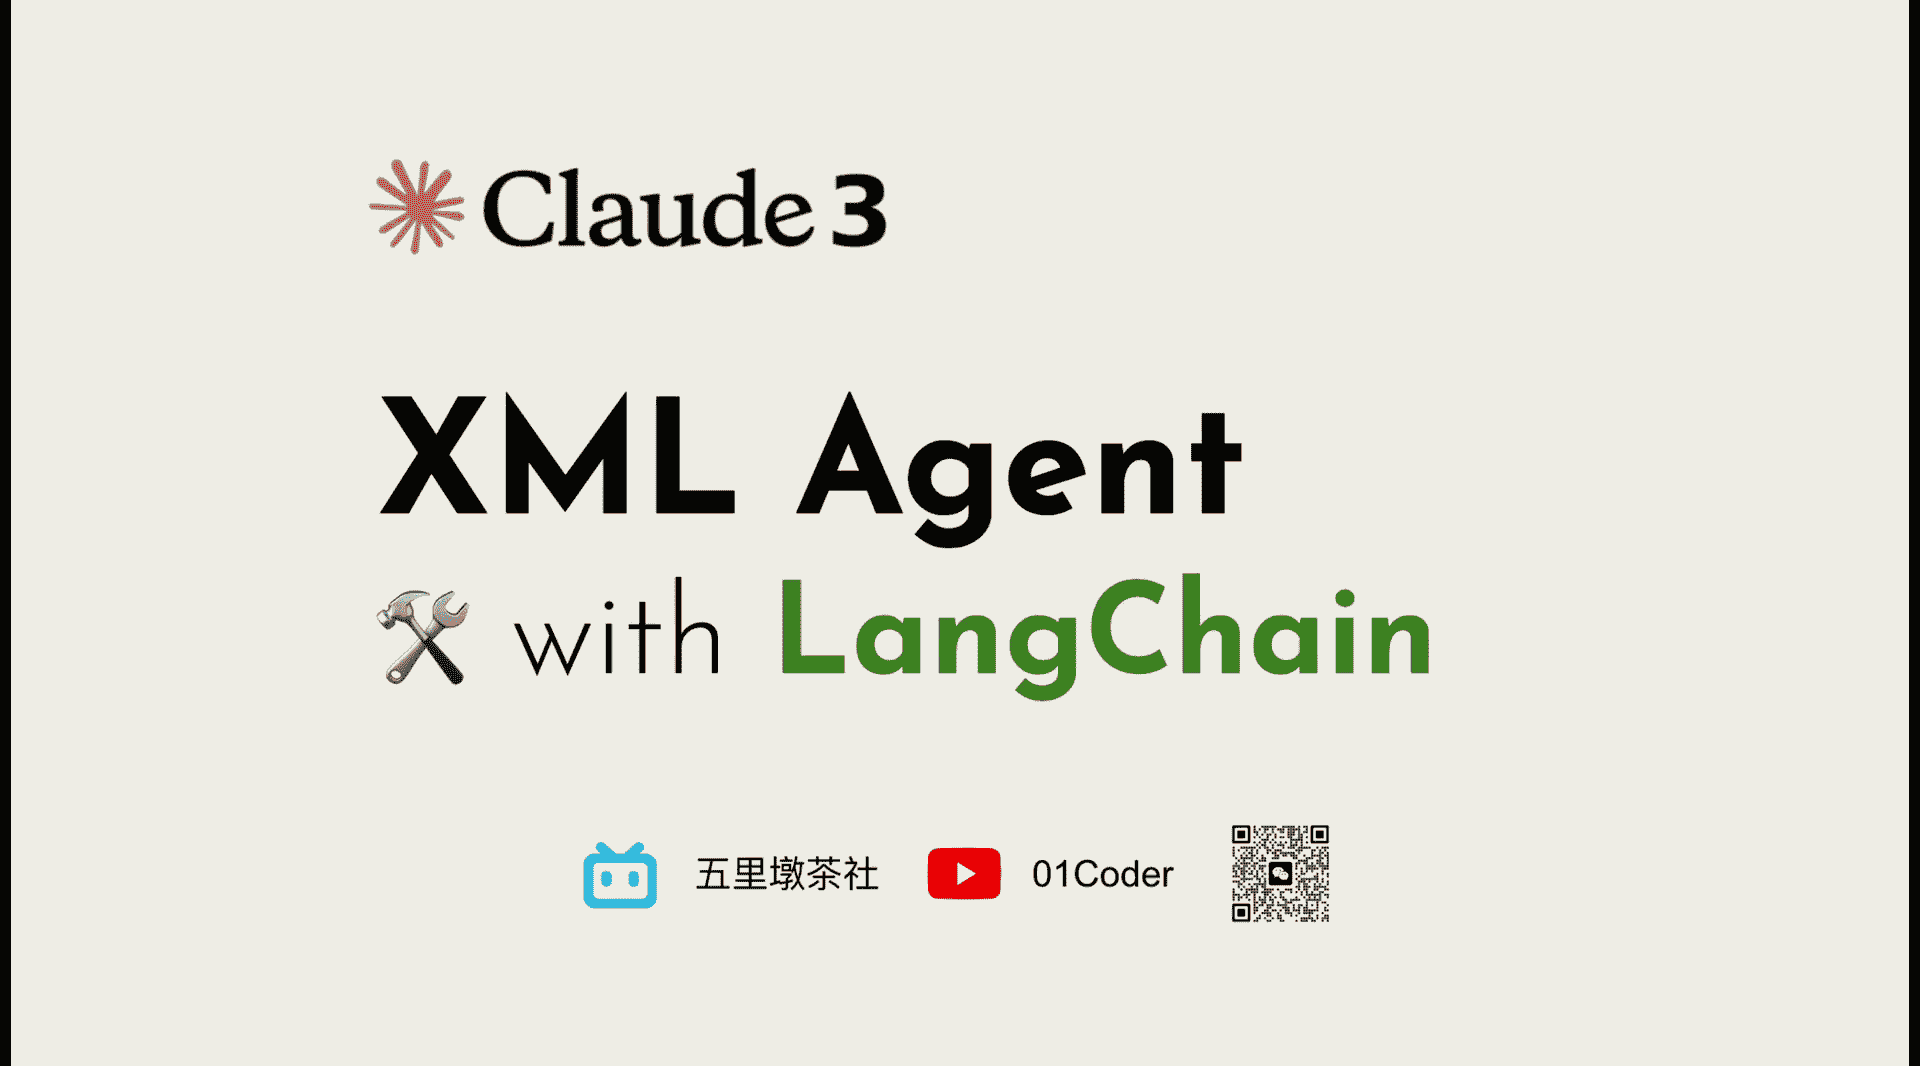 Claude 3
XML Agent
with LangChain
五里墩茶社 01Coder